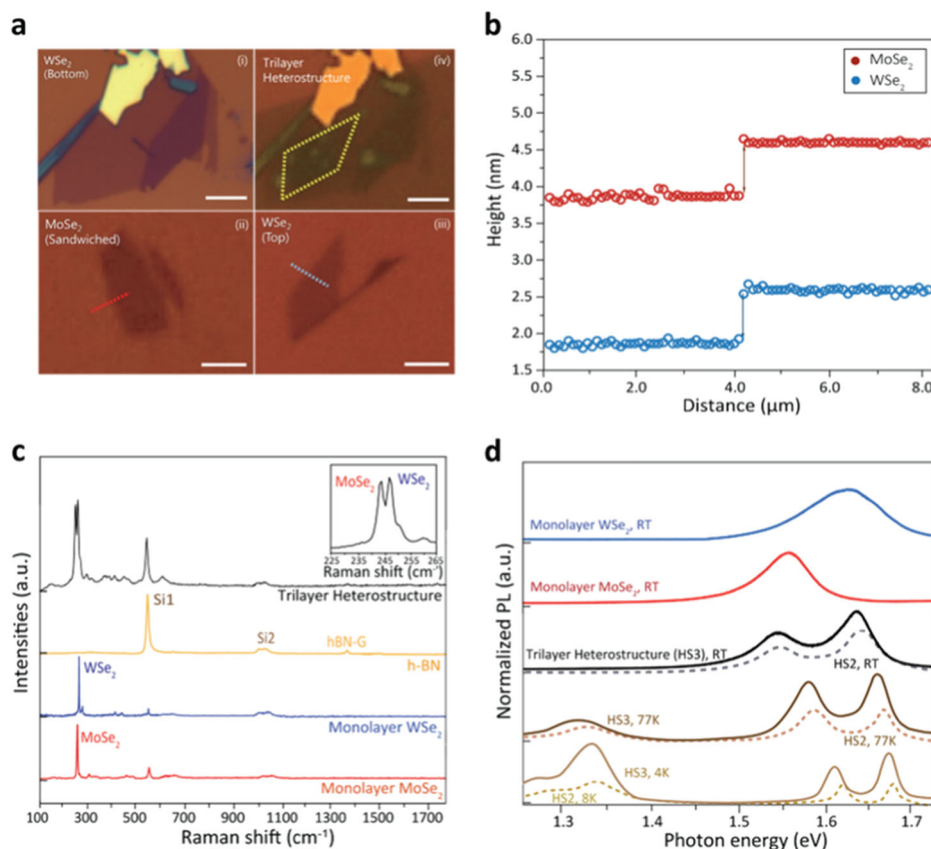 a
WSe2
(Bottom)
(i)
Trilayer
Heterostructure
(iv)
MoSe2
(Sandwiched)
(ii)
WSe2
(Top)
(iii)
b
6.0
5.0
4.5
4.0
3.5
3.0
2.5
2.0
1.5
Height (nm)
MoSe2
WSe2
0.0
1.0
2.0
3.0
4.0
6.0
7.0
8.0
Distance (μm)
c
Intensities (a.u.)
MoSe2
WSe2
225
245
255
265
Raman shift (cm-1)
Trilayer Heterostructure
Si1
Si2
hBN-G
h-BN
WSe2
Monolayer WSe2
MoSe2
Monolayer MoSe2
100
300
500
700
900
1100
1300
1500
1700
Raman shift (cm-1)
d
Normalized PL (a.u.)
Monolayer WSe2, RT
Monolayer MoSe2, RT
Trilayer Heterostructure (HS3), RT
HS2, RT
HS3, 77K
HS2, 77K
HS3, 4K
HS2, 8K
1.3
1.4
1.5
1.6
1.7
Photon energy (eV)